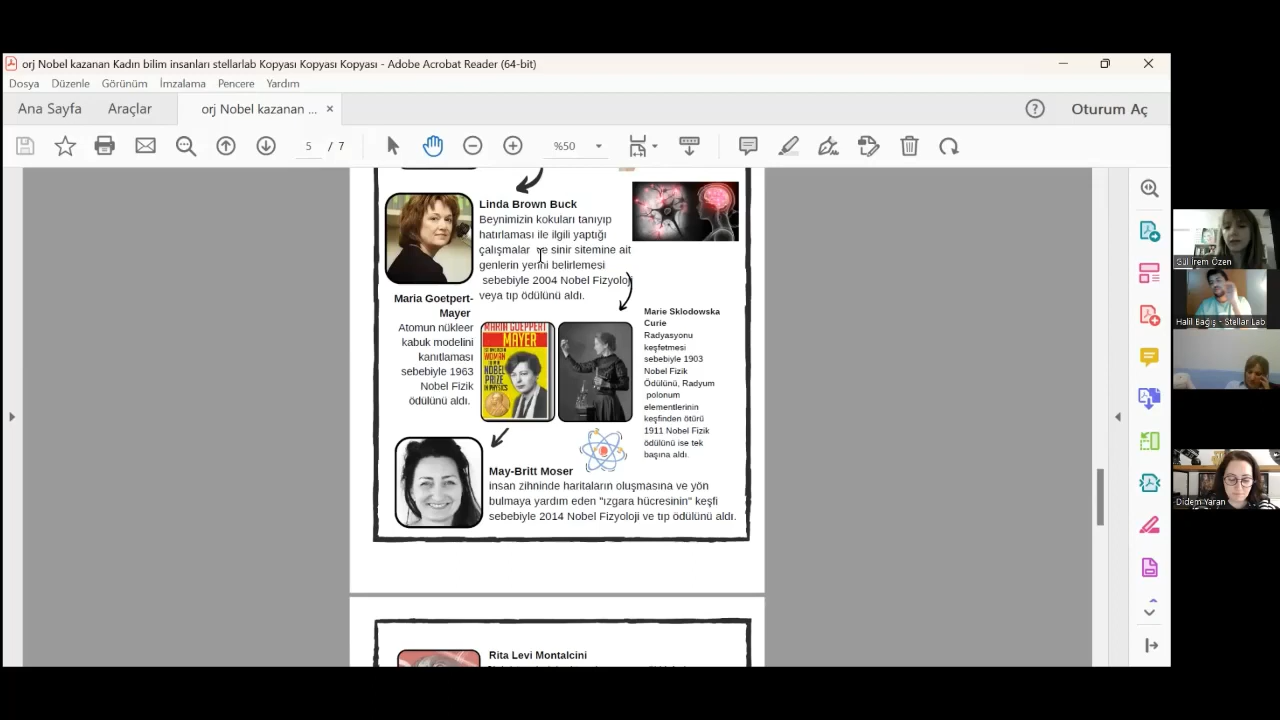 orj Nobel kazanan Kadın bilim insanları stellarlab Kopyası Kopyası Kopyası - Adobe Acrobat Reader (64-bit)
Dosya Düzenle Görünüm İmzalama Pencere Yardım
Ana Sayfa Araçlar orj Nobel kazanan ... × Oturum Aç
5 / 7 %50
Linda Brown Buck
Beynimizin kokuları tanıyıp
hatırlaması ile ilgili yaptığı
çalışmalar ve sinir sitemine ait
genlerin yerini belirlemesi
sebebiyle 2004 Nobel Fizyoloji
veya tıp ödülünü aldı.
Maria Goetpert-
Mayer
Atomun nükleer
kabuk modelini
kanıtlaması
sebebiyle 1963
Nobel Fizik
ödülünü aldı.
MARIA GOEPPERT
MAYER
WOMAN
NOBEL
PRIZE
IN PHYSICS
Marie Sklodowska
Curie
Radyasyonu
keşfetmesi
sebebiyle 1903
Nobel Fizik
Ödülünü, Radyum
polonum
elementlerinin
keşfinden ötürü
1911 Nobel Fizik
ödülünü ise tek
başına aldı.
May-Britt Moser
insan zihninde haritaların oluşmasına ve yön
bulmaya yardım eden "ızgara hücresinin" keşfi
sebebiyle 2014 Nobel Fizyoloji ve tıp ödülünü aldı.
Rita Levi Montalcini
Gül İrem Özen
Halil Bağış - Stellar Lab
Didem Yaran